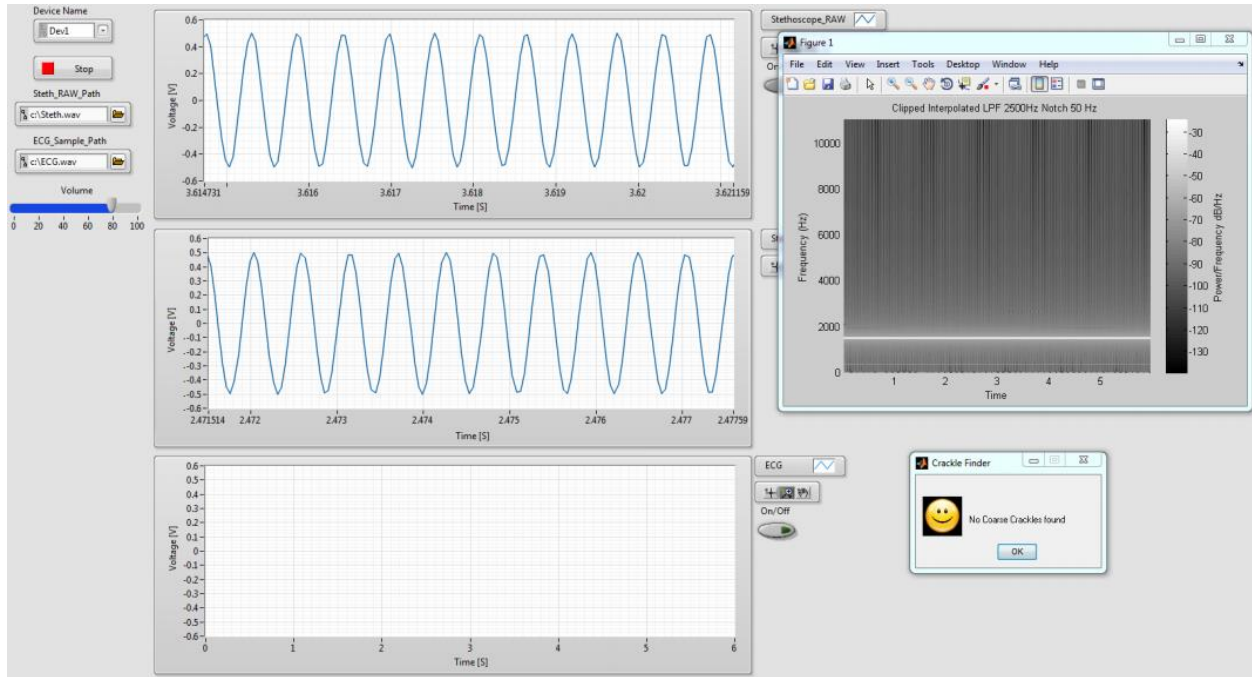 Device Name
Dev1
Stop
Steth_RAW_Path
c:\Steth.wav
ECG_Sample_Path
c:\ECG.wav
Volume
0 20 40 60 80 100
Voltage [V]
0.6
0.4
0.2
0
-0.2
-0.4
-0.6
3.614731 3.616 3.617 3.618 3.619 3.62 3.621159
Time [S]
Stethoscope_RAW
Voltage [V]
0.6
0.5
0.4
0.3
0.2
0.1
0
-0.1
-0.2
-0.3
-0.4
-0.5
-0.6
2.471514 2.472 2.473 2.474 2.475 2.476 2.477 2.47759
Time [S]
Voltage [V]
0.6
0.5
0.4
0.3
0.2
0.1
0
-0.1
-0.2
-0.3
-0.4
-0.5
-0.6
0 1 2 3 4 5 6
Time [S]
ECG
On/Off
Figure 1
File Edit View Insert Tools Desktop Window Help
Clipped Interpolated LPF 2500Hz Notch 50 Hz
Frequency (Hz)
10000
8000
6000
4000
2000
0
1 2 3 4 5
Time
-30
-40
-50
-60
-70
-80
-90
-100
-110
-120
-130
Power/Frequency dB/Hz
Crackle Finder
No Coarse Crackles found
OK